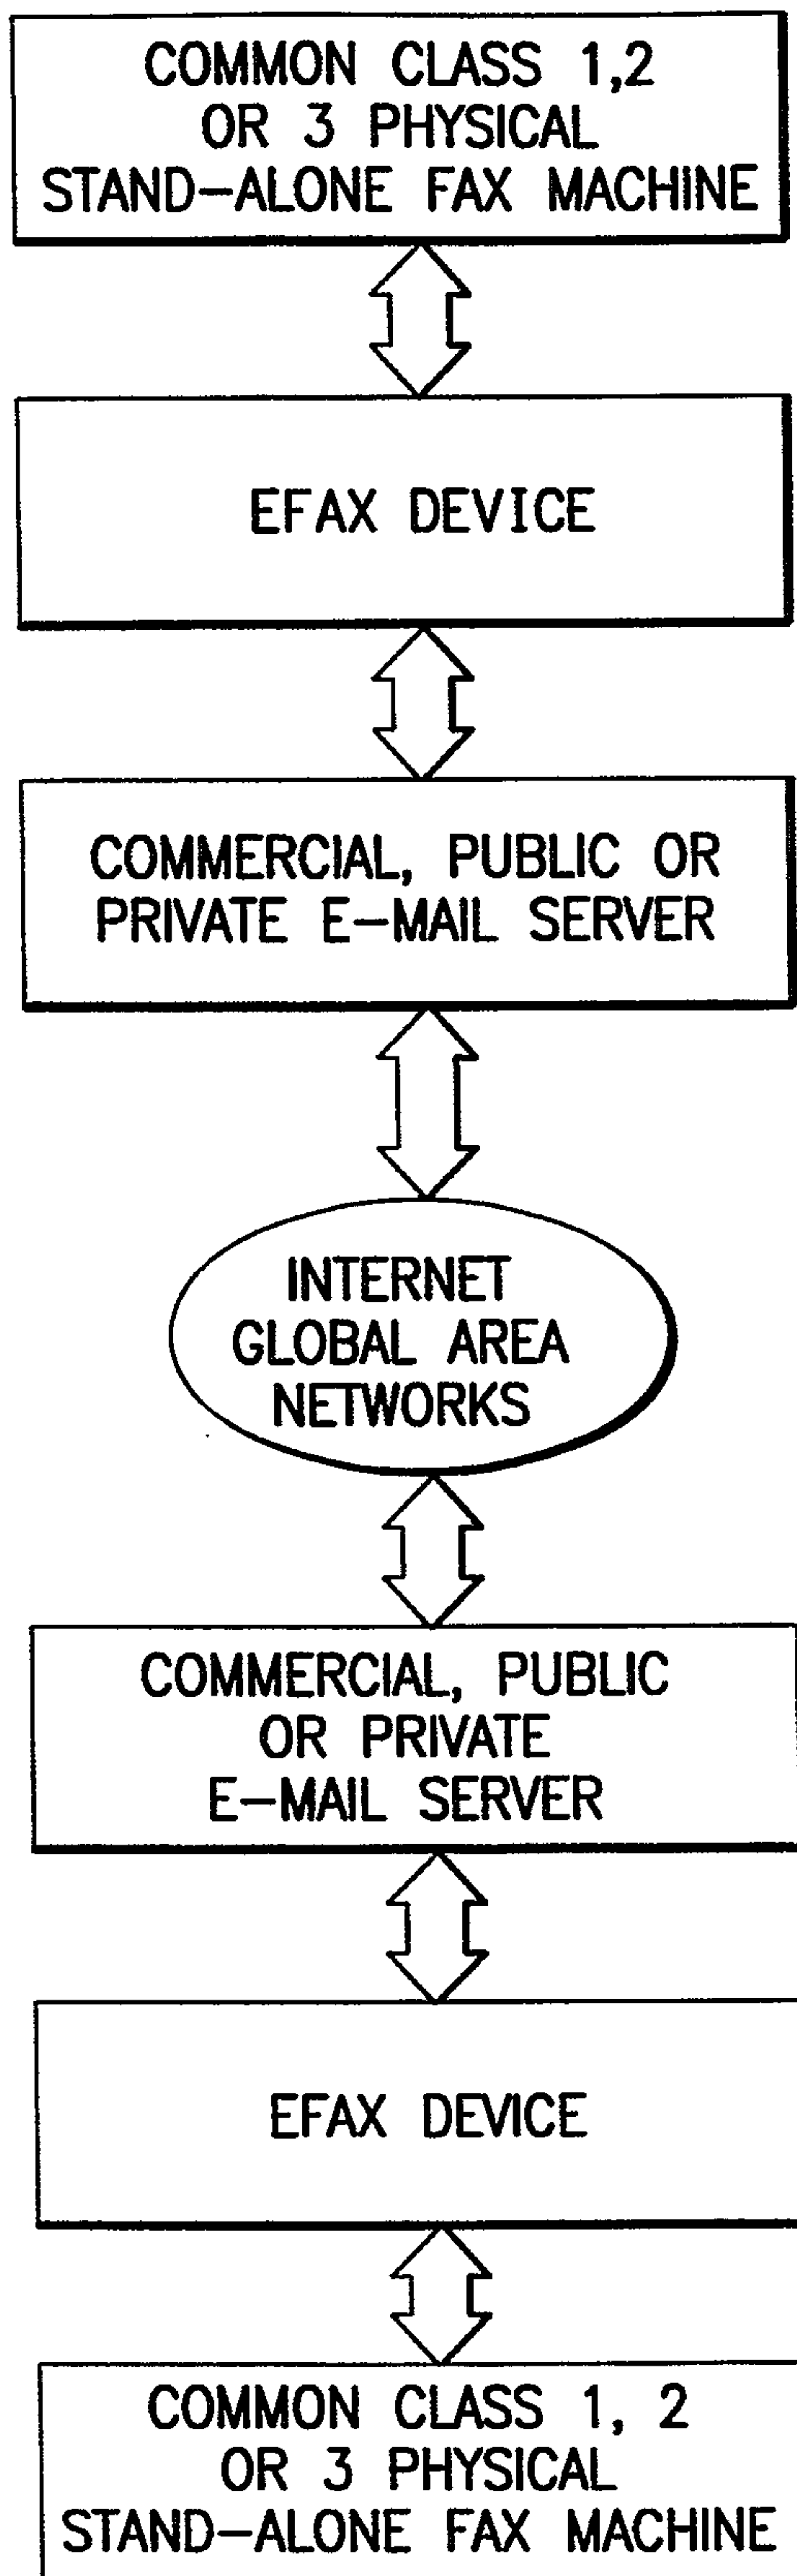 COMMON CLASS 1,2
OR 3 PHYSICAL
STAND-ALONE FAX MACHINE
EFAX DEVICE
COMMERCIAL, PUBLIC OR
PRIVATE E-MAIL SERVER
INTERNET
GLOBAL AREA
NETWORKS
COMMERCIAL, PUBLIC
OR PRIVATE
E-MAIL SERVER
EFAX DEVICE
COMMON CLASS 1, 2
OR 3 PHYSICAL
STAND-ALONE FAX MACHINE